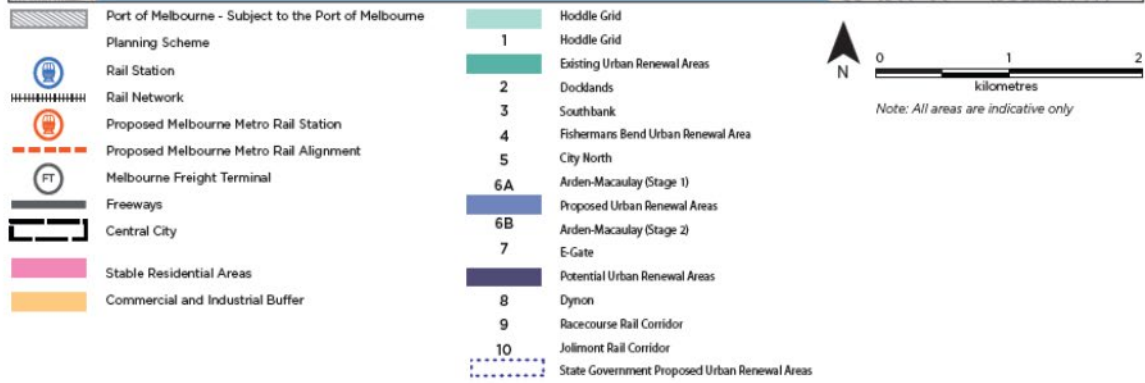 Port of Melbourne - Subject to the Port of Melbourne
Planning Scheme
Rail Station
Rail Network
Proposed Melbourne Metro Rail Station
Proposed Melbourne Metro Rail Alignment
FT Melbourne Freight Terminal
Freeways
Central City
Stable Residential Areas
Commercial and Industrial Buffer
Hoddle Grid
1 Hoddle Grid
Existing Urban Renewal Areas
2 Docklands
3 Southbank
4 Fishermans Bend Urban Renewal Area
5 City North
6A Arden-Macaulay (Stage 1)
Proposed Urban Renewal Areas
6B Arden-Macaulay (Stage 2)
7 E-Gate
Potential Urban Renewal Areas
8 Dynon
9 Racecourse Rail Corridor
10 Jolimont Rail Corridor
State Government Proposed Urban Renewal Areas
N
0 1 2
kilometres
Note: All areas are indicative only